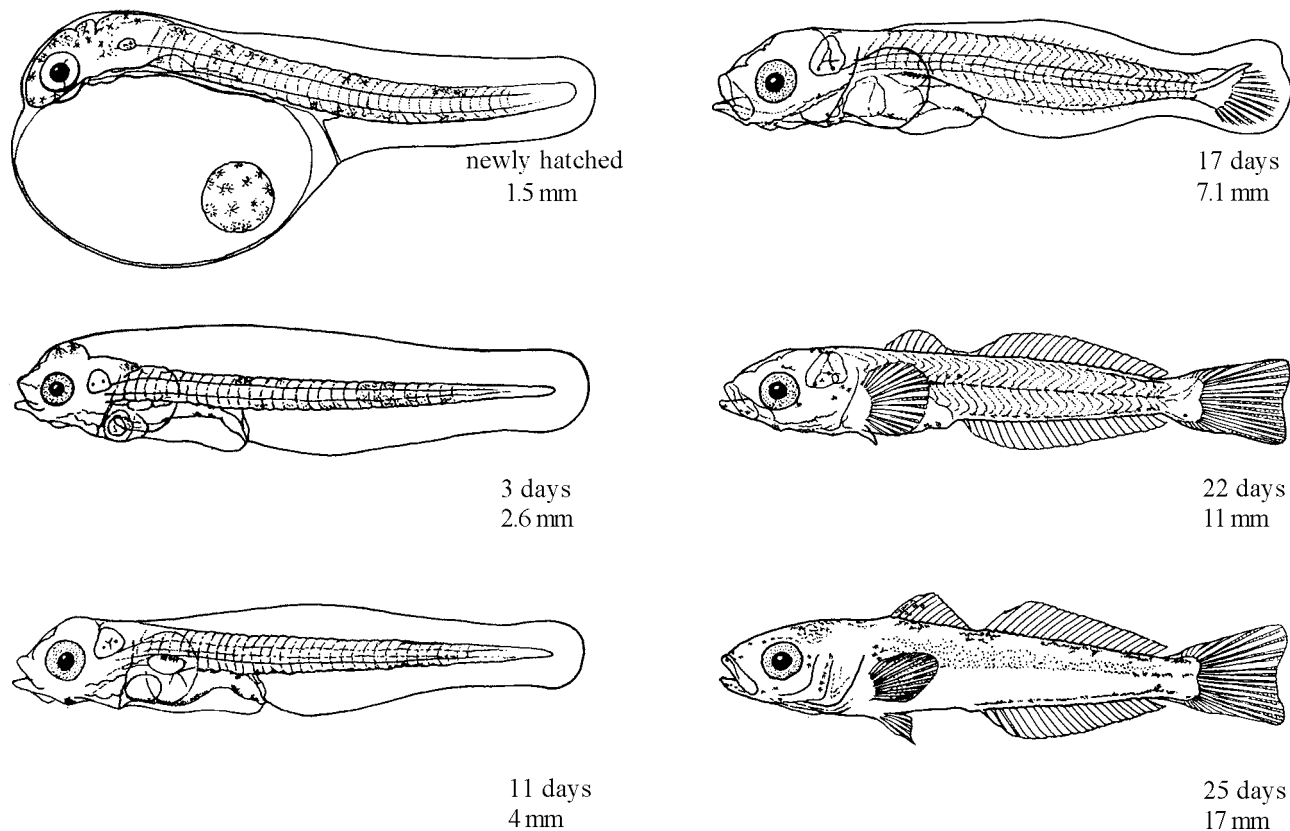 newly hatched
1.5 mm
3 days
2.6 mm
11 days
4 mm
17 days
7.1 mm
22 days
11 mm
25 days
17 mm